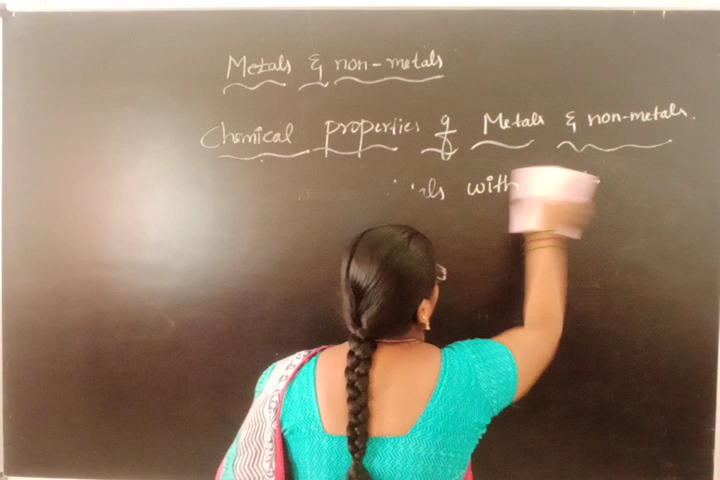 Metals & non-metals
Chemical properties of Metals & non-metals.
with